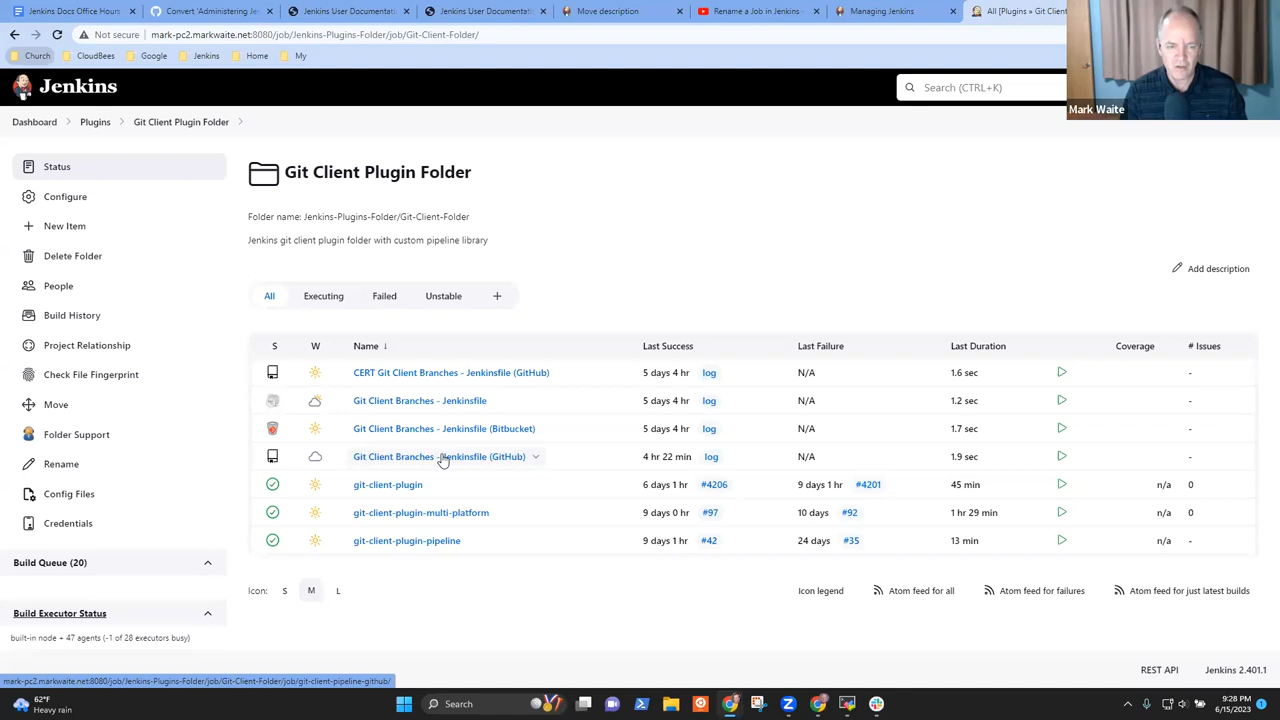 Jenkins Docs Office Hours
Convert 'Administering Je
Jenkins User Documentatio
Jenkins User Documentatio
Move description
Rename a Job in Jenkins
Managing Jenkins
All [Plugins » Git Client
Not secure
mark-pc2.markwaite.net:8080/job/Jenkins-Plugins-Folder/job/Git-Client-Folder/
Church
CloudBees
Google
Jenkins
Home
My
Mark Waite
Jenkins
Search (CTRL+K)
Dashboard
Plugins
Git Client Plugin Folder
Status
Configure
New Item
Delete Folder
People
Build History
Project Relationship
Check File Fingerprint
Move
Folder Support
Rename
Config Files
Credentials
Build Queue (20)
Build Executor Status
built-in node + 47 agents (-1 of 28 executors busy)
Git Client Plugin Folder
Folder name: Jenkins-Plugins-Folder/Git-Client-Folder
Jenkins git client plugin folder with custom pipeline library
Add description
All Executing Failed Unstable +
S W Name ↓ Last Success Last Failure Last Duration Coverage # Issues
CERT Git Client Branches - Jenkinsfile (GitHub) 5 days 4 hr log N/A 1.6 sec -
Git Client Branches - Jenkinsfile 5 days 4 hr log N/A 1.2 sec -
Git Client Branches - Jenkinsfile (Bitbucket) 5 days 4 hr log N/A 1.7 sec -
Git Client Branches - Jenkinsfile (GitHub) 4 hr 22 min log N/A 1.9 sec -
git-client-plugin 6 days 1 hr #4206 9 days 1 hr #4201 45 min n/a 0
git-client-plugin-multi-platform 9 days 0 hr #97 10 days #92 1 hr 29 min n/a 0
git-client-plugin-pipeline 9 days 1 hr #42 24 days #35 13 min n/a -
Icon: S M L
Icon legend
Atom feed for all
Atom feed for failures
Atom feed for just latest builds
REST API
Jenkins 2.401.1
mark-pc2.markwaite.net:8080/job/Jenkins-Plugins-Folder/job/Git-Client-Folder/job/git-client-pipeline-github/
62°F
Heavy rain
Search
9:28 PM
6/15/2023